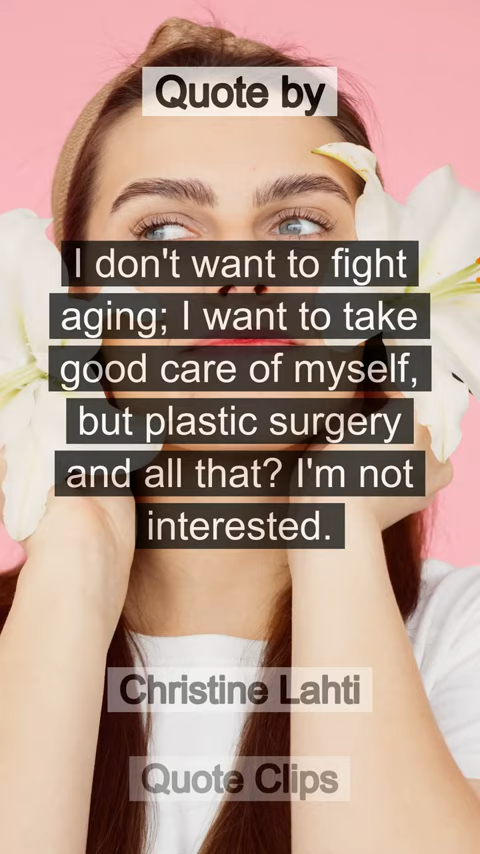 Quote by
I don't want to fight
aging; I want to take
good care of myself,
but plastic surgery
and all that? I'm not
interested.
Christine Lahti
Quote Clips